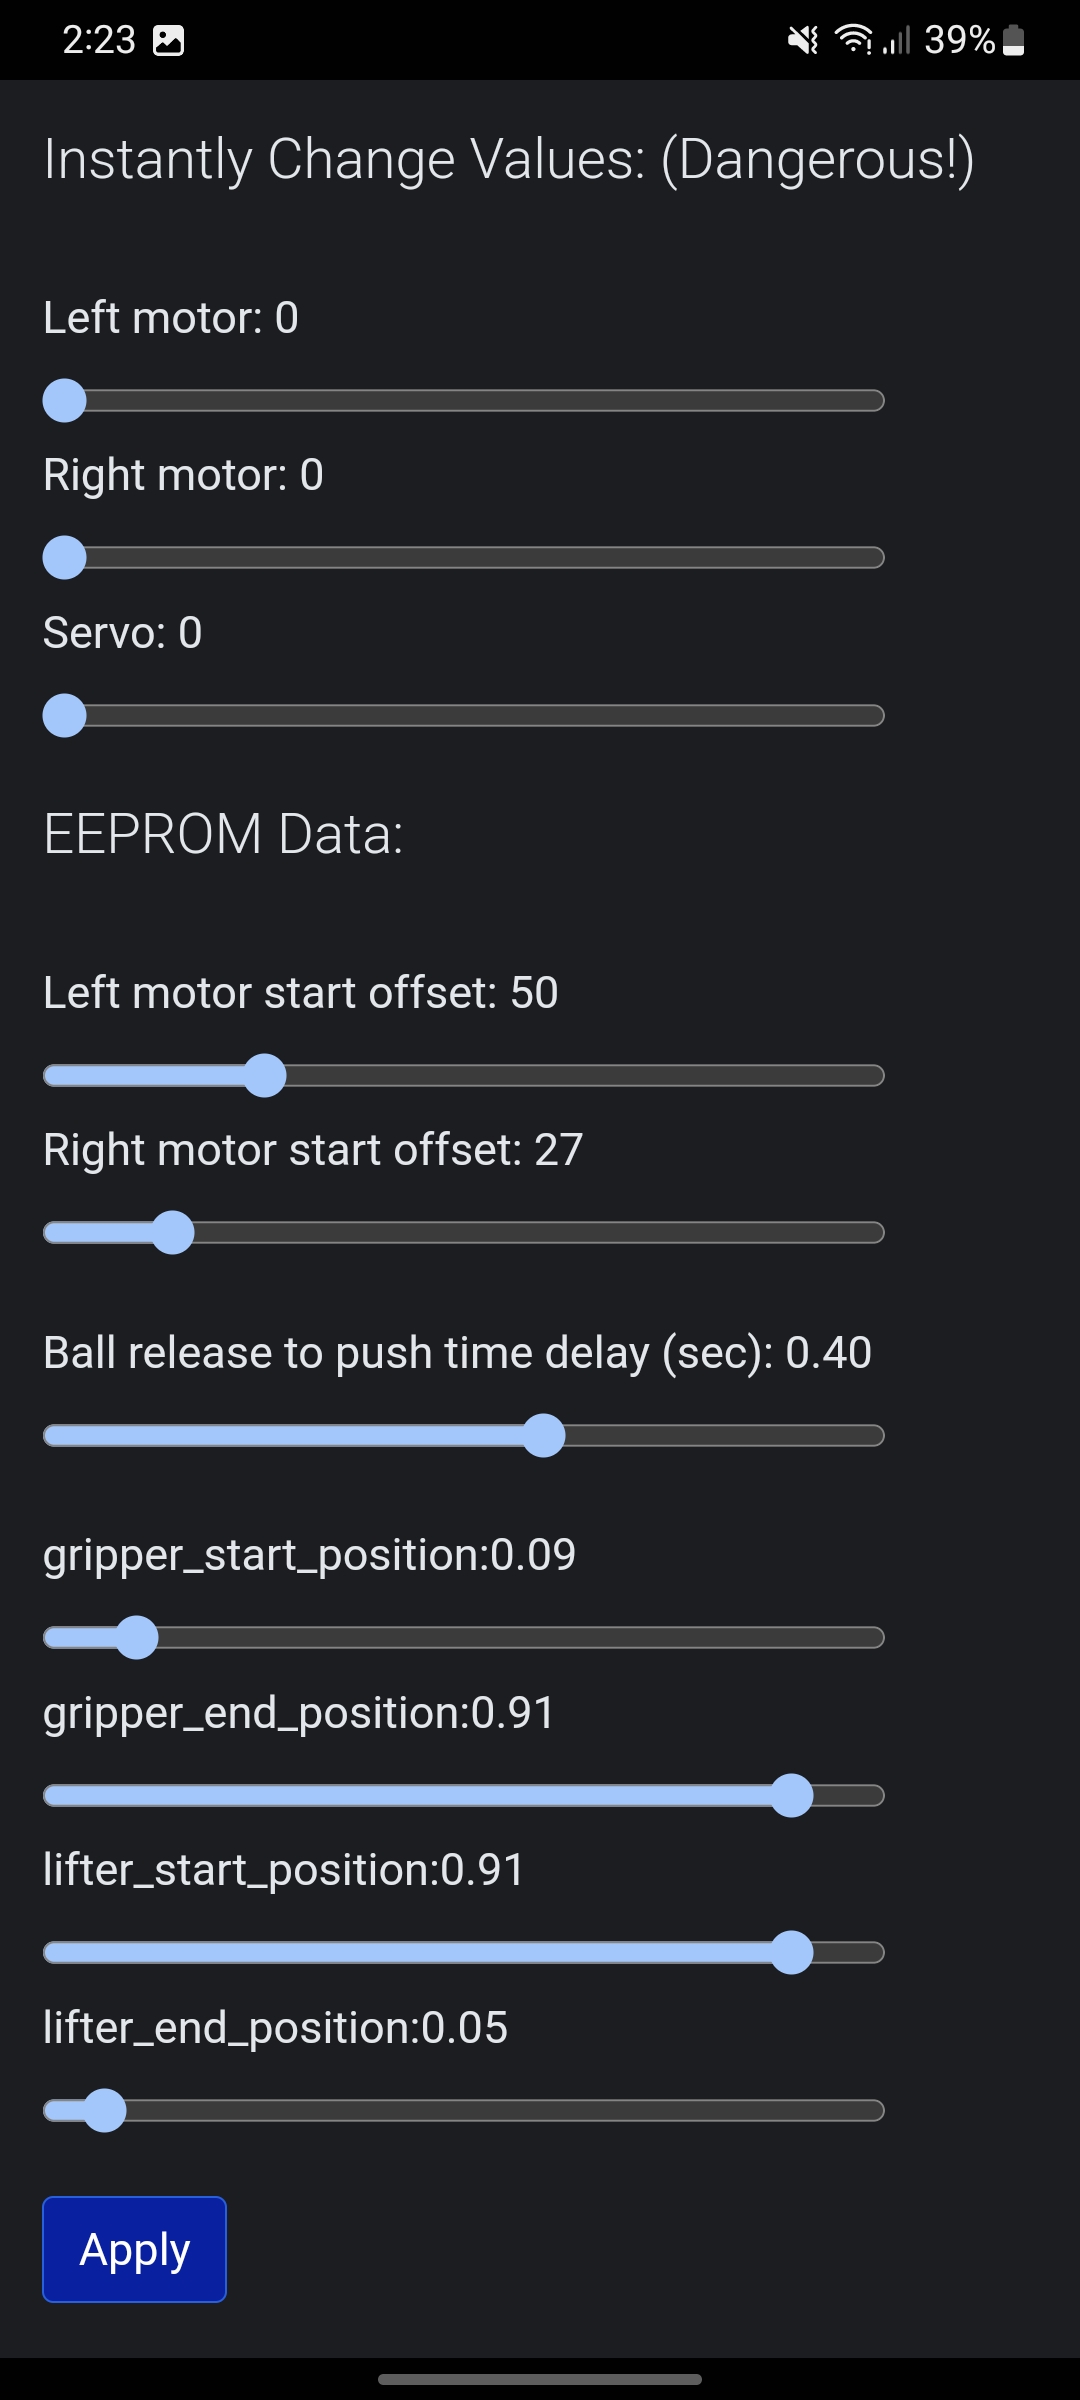 2:23 39%
Instantly Change Values: (Dangerous!)
Left motor: 0
Right motor: 0
Servo: 0
EEPROM Data:
Left motor start offset: 50
Right motor start offset: 27
Ball release to push time delay (sec): 0.40
gripper_start_position:0.09
gripper_end_position:0.91
lifter_start_position:0.91
lifter_end_position:0.05
Apply